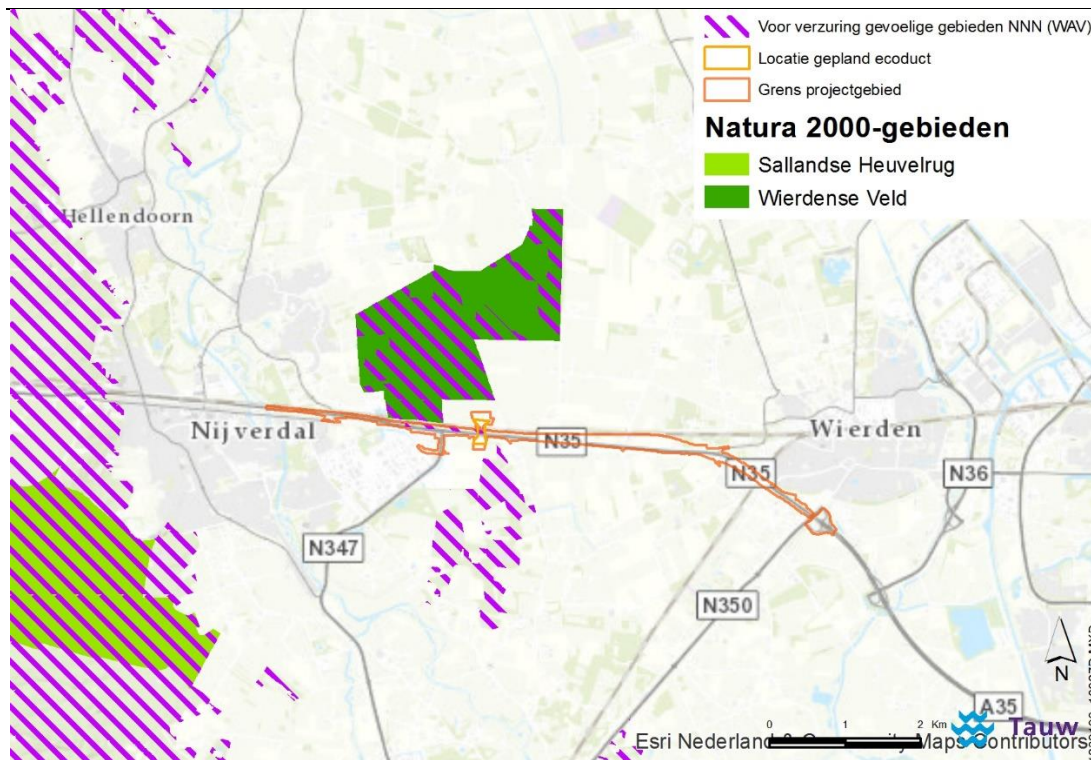 Voor verzuring gevoelige gebieden NNN (WAV)
Locatie gepland ecoduct
Grens projectgebied
Natura 2000-gebieden
Sallandse Heuvelrug
Wierdense Veld
Hellendoorn
Nijverdal
Wierden
N35
N35
N36
N347
N350
N
A35
0 1 2 Km
Tauw
Esri Nederland & Maps Contributors